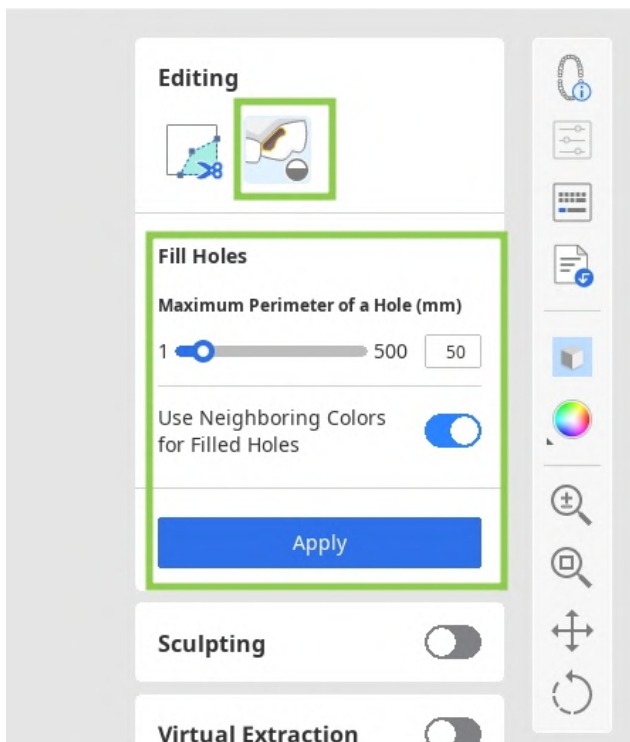 Editing
Fill Holes
Maximum Perimeter of a Hole (mm)
1 500 50
Use Neighboring Colors
for Filled Holes
Apply
Sculpting
Virtual Extraction